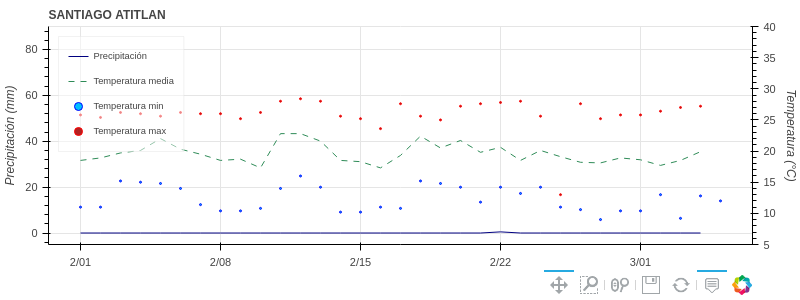 SANTIAGO ATITLAN
80
60
40
20
0
Precipitación (mm)
Precipitación
Temperatura media
Temperatura min
Temperatura max
40
35
30
25
20
15
10
5
Temperatura (°C)
2/01
2/08
2/15
2/22
3/01